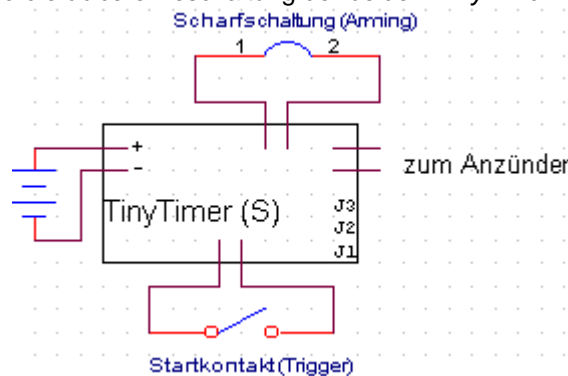 Scharfschaltung (Arming)
1 2
+
-
zum Anzünder
TinyTimer (S)
J3
J2
J1
Startkontakt (Trigger)